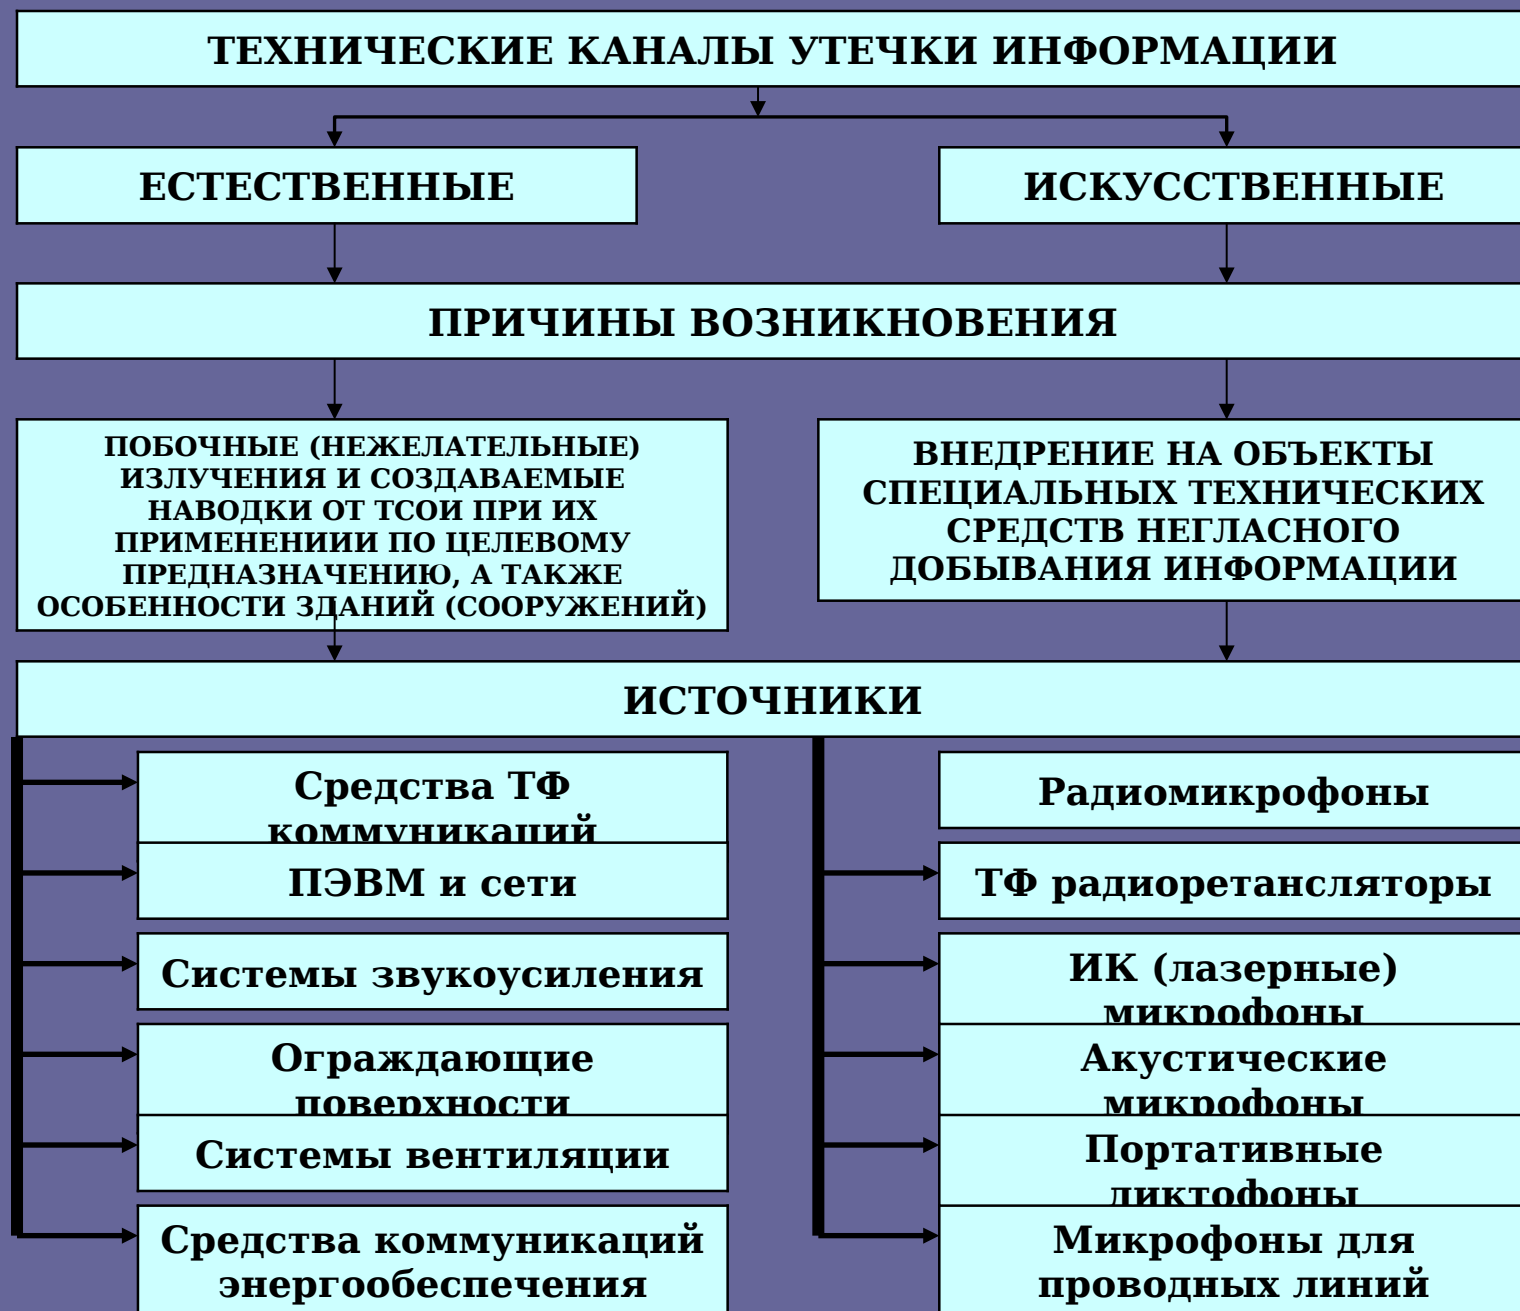 ТЕХНИЧЕСКИЕ КАНАЛЫ УТЕЧКИ ИНФОРМАЦИИ
ЕСТЕСТВЕННЫЕ
ИСКУССТВЕННЫЕ
ПРИЧИНЫ ВОЗНИКНОВЕНИЯ
ПОБОЧНЫЕ (НЕЖЕЛАТЕЛЬНЫЕ)
ИЗЛУЧЕНИЯ И СОЗДАВАЕМЫЕ
НАВОДКИ ОТ ТСОИ ПРИ ИХ
ПРИМЕНЕНИИИ ПО ЦЕЛЕВОМУ
ПРЕДНАЗНАЧЕНИЮ, А ТАКЖЕ
ОСОБЕННОСТИ ЗДАНИЙ (СООРУЖЕНИЙ)
ВНЕДРЕНИЕ НА ОБЪЕКТЫ
СПЕЦИАЛЬНЫХ ТЕХНИЧЕСКИХ
СРЕДСТВ НЕГЛАСНОГО
ДОБЫВАНИЯ ИНФОРМАЦИИ
ИСТОЧНИКИ
Средства ТФ
коммуникаций
ПЭВМ и сети
Системы звукоусиления
Ограждающие
поверхности
Системы вентиляции
Средства коммуникаций
энергообеспечения
Радиомикрофоны
ТФ радиоретансляторы
ИК (лазерные)
микрофоны
Акустические
микрофоны
Портативные
диктофоны
Микрофоны для
проводных линий